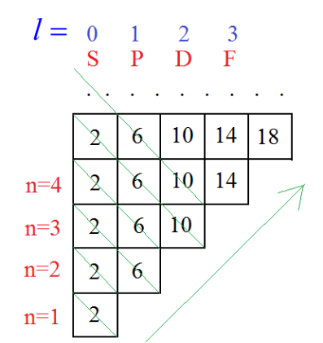 l = 0 1 2 3
S P D F
. . . . . . . . . .
2 6 10 14 18
n=4 2 6 10 14
n=3 2 6 10
n=2 2 6
n=1 2